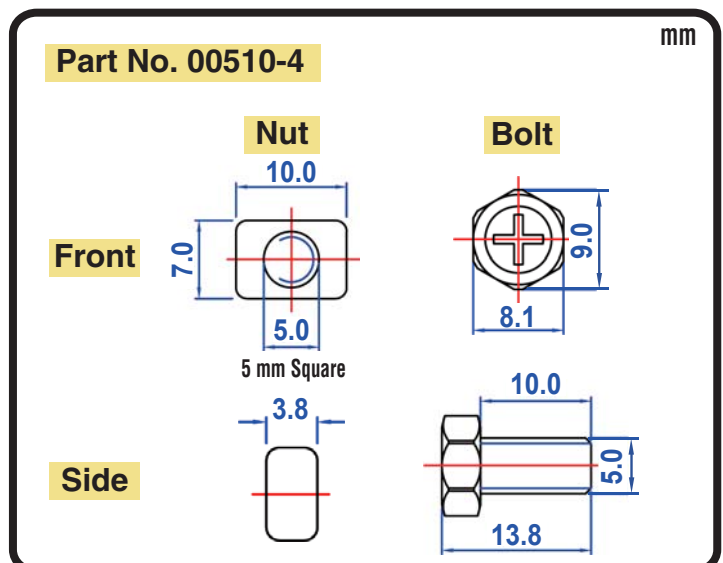 mm
Part No. 00510-4
Nut
Bolt
10.0
Front
7.0
9.0
5.0
8.1
5 mm Square
3.8
10.0
Side
5.0
13.8